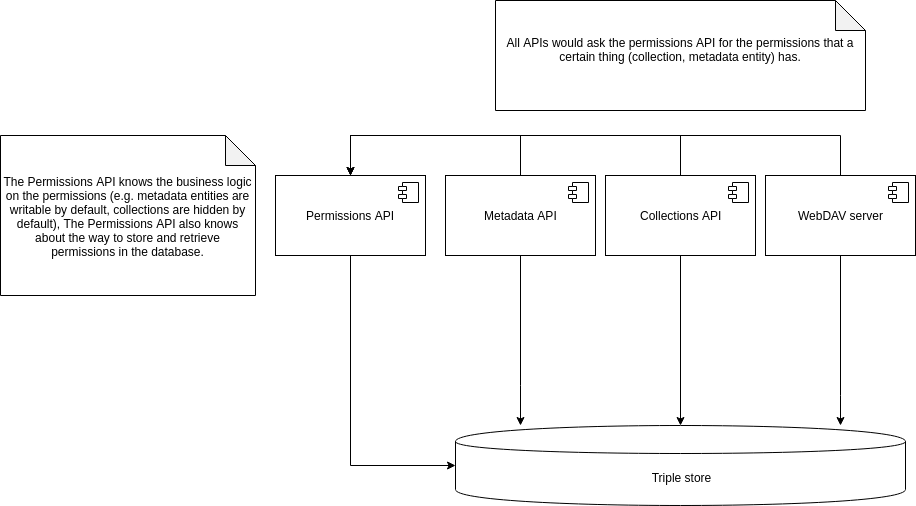 All APIs would ask the permissions API for the permissions that a
certain thing (collection, metadata entity) has.
The Permissions API knows the business logic
on the permissions (e.g. metadata entities are
writable by default, collections are hidden by
default), The Permissions API also knows
about the way to store and retrieve
permissions in the database.
Permissions API
Metadata API
Collections API
WebDAV server
Triple store